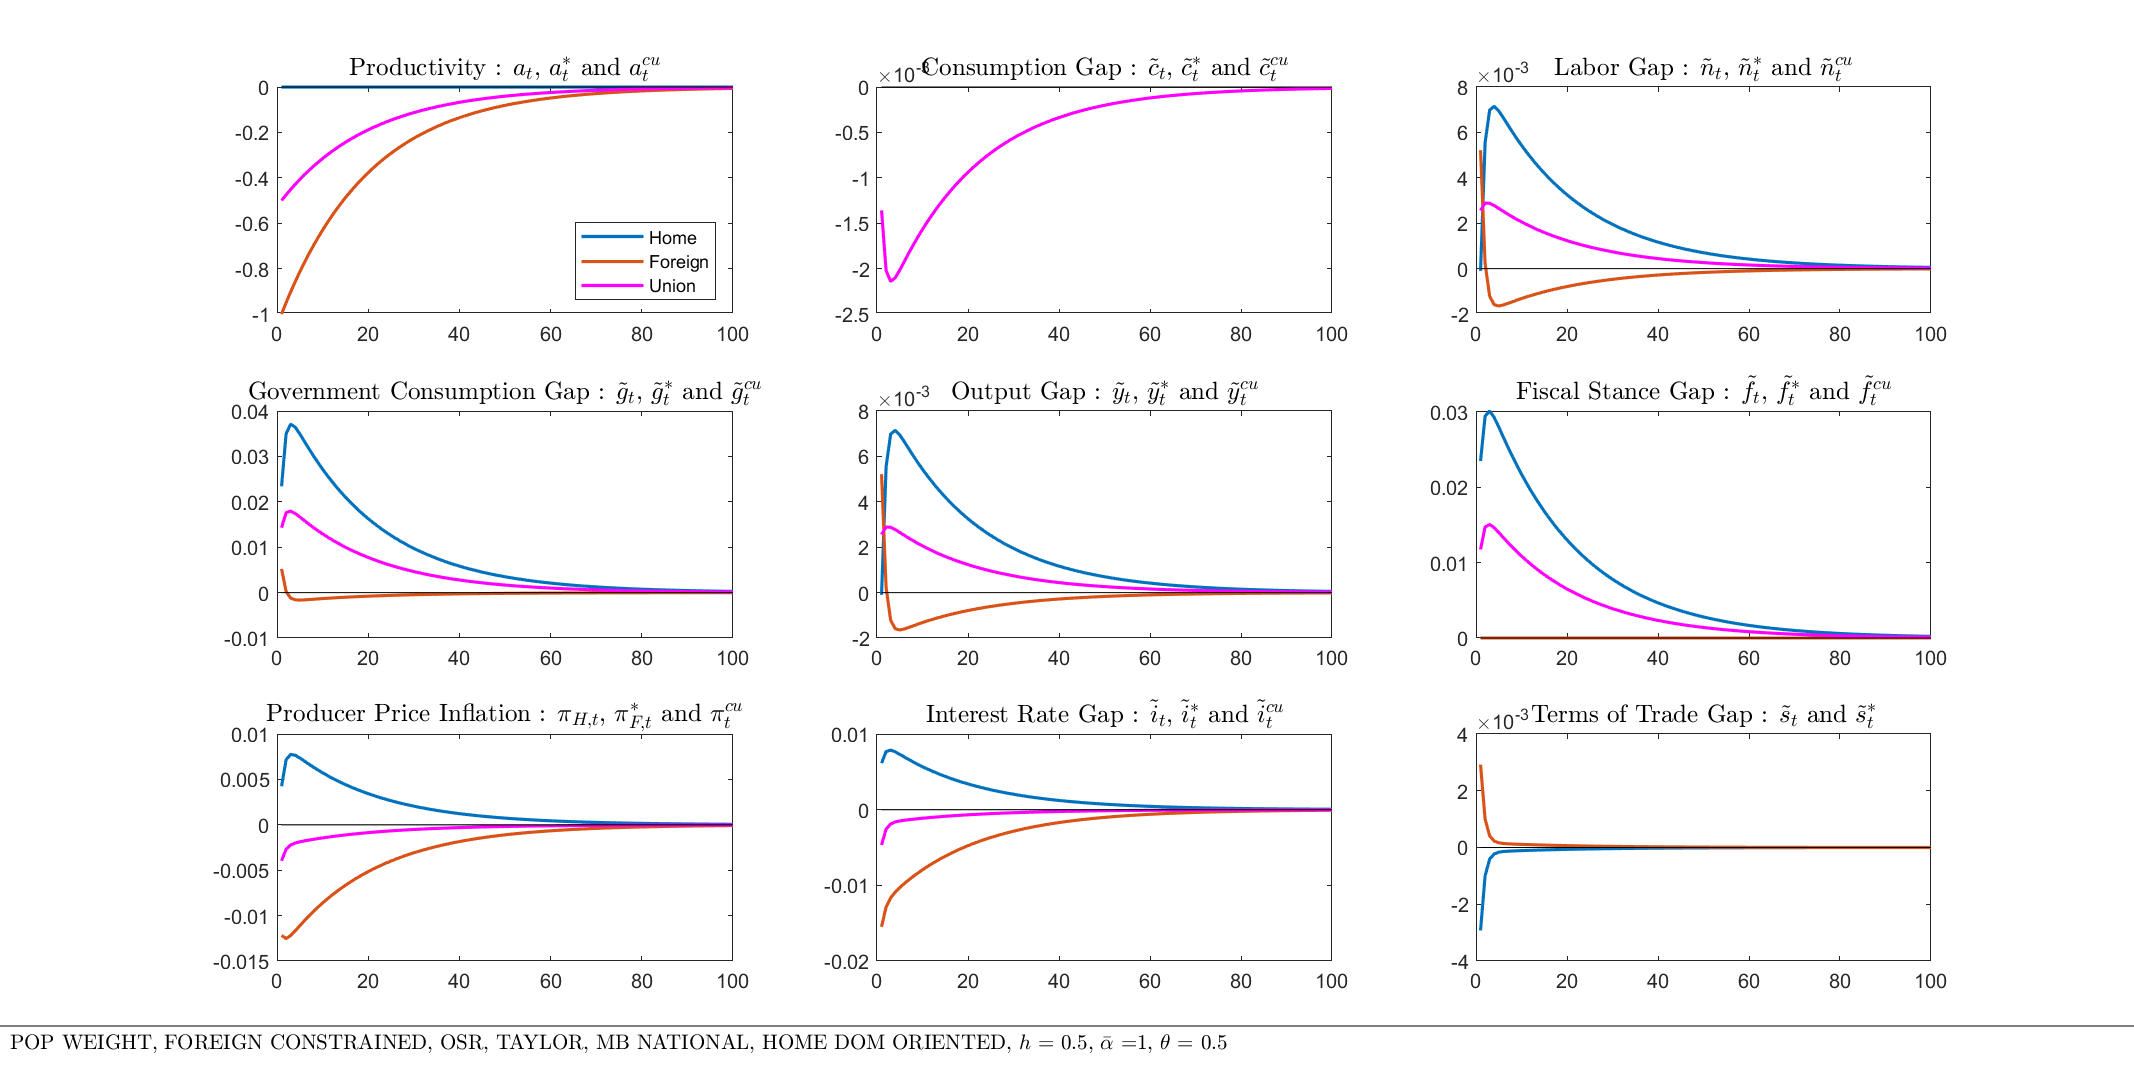 Productivity : a_t, a_t^* and a_t^{cu}
0
-0.2
-0.4
-0.6
-0.8
-1
0 20 40 60 80 100
Home
Foreign
Union
×10^{-3}
Consumption Gap : c̃_t, c̃_t^* and c̃_t^{cu}
0
-0.5
-1
-1.5
-2
-2.5
0 20 40 60 80 100
×10^{-3}
Labor Gap : ñ_t, ñ_t^* and ñ_t^{cu}
8
6
4
2
0
-2
0 20 40 60 80 100
Government Consumption Gap : g̃_t, g̃_t^* and g̃_t^{cu}
0.04
0.03
0.02
0.01
0
-0.01
0 20 40 60 80 100
×10^{-3}
Output Gap : ỹ_t, ỹ_t^* and ỹ_t^{cu}
8
6
4
2
0
-2
0 20 40 60 80 100
Fiscal Stance Gap : f̃_t, f̃_t^* and f̃_t^{cu}
0.03
0.02
0.01
0
0 20 40 60 80 100
Producer Price Inflation : π_{H,t}, π_{F,t}^* and π_t^{cu}
0.01
0.005
0
-0.005
-0.01
-0.015
0 20 40 60 80 100
Interest Rate Gap : ĩ_t, ĩ_t^* and ĩ_t^{cu}
0.01
0
-0.01
-0.02
0 20 40 60 80 100
×10^{-3}
Terms of Trade Gap : s̃_t and s̃_t^*
4
2
0
-2
-4
0 20 40 60 80 100
POP WEIGHT, FOREIGN CONSTRAINED, OSR, TAYLOR, MB NATIONAL, HOME DOM ORIENTED, h = 0.5, ᾱ =1, θ = 0.5